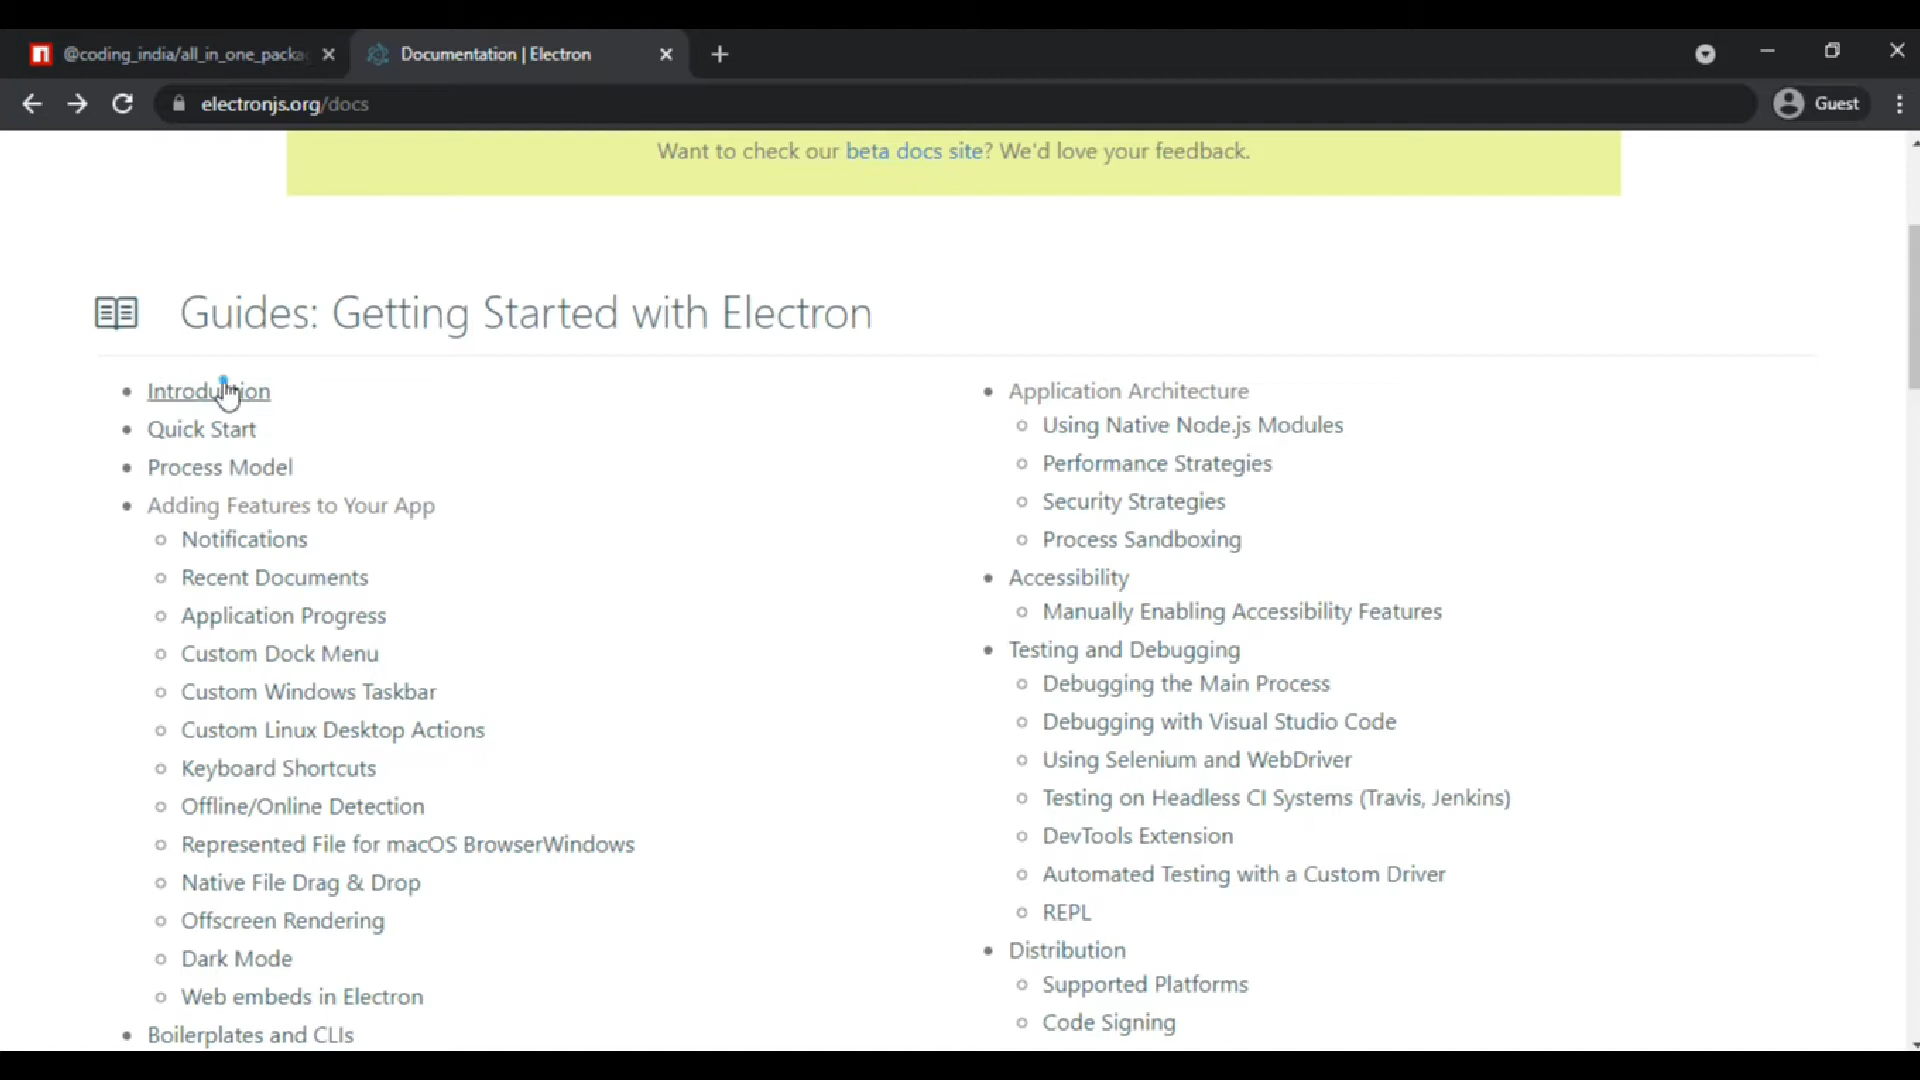 @coding_india/all_in_one_packa
Documentation | Electron
electronjs.org/docs
Guest
Want to check our beta docs site? We'd love your feedback.
Guides: Getting Started with Electron
Introduction
Quick Start
Process Model
Adding Features to Your App
Notifications
Recent Documents
Application Progress
Custom Dock Menu
Custom Windows Taskbar
Custom Linux Desktop Actions
Keyboard Shortcuts
Offline/Online Detection
Represented File for macOS BrowserWindows
Native File Drag & Drop
Offscreen Rendering
Dark Mode
Web embeds in Electron
Boilerplates and CLIs
Application Architecture
Using Native Node.js Modules
Performance Strategies
Security Strategies
Process Sandboxing
Accessibility
Manually Enabling Accessibility Features
Testing and Debugging
Debugging the Main Process
Debugging with Visual Studio Code
Using Selenium and WebDriver
Testing on Headless CI Systems (Travis, Jenkins)
DevTools Extension
Automated Testing with a Custom Driver
REPL
Distribution
Supported Platforms
Code Signing